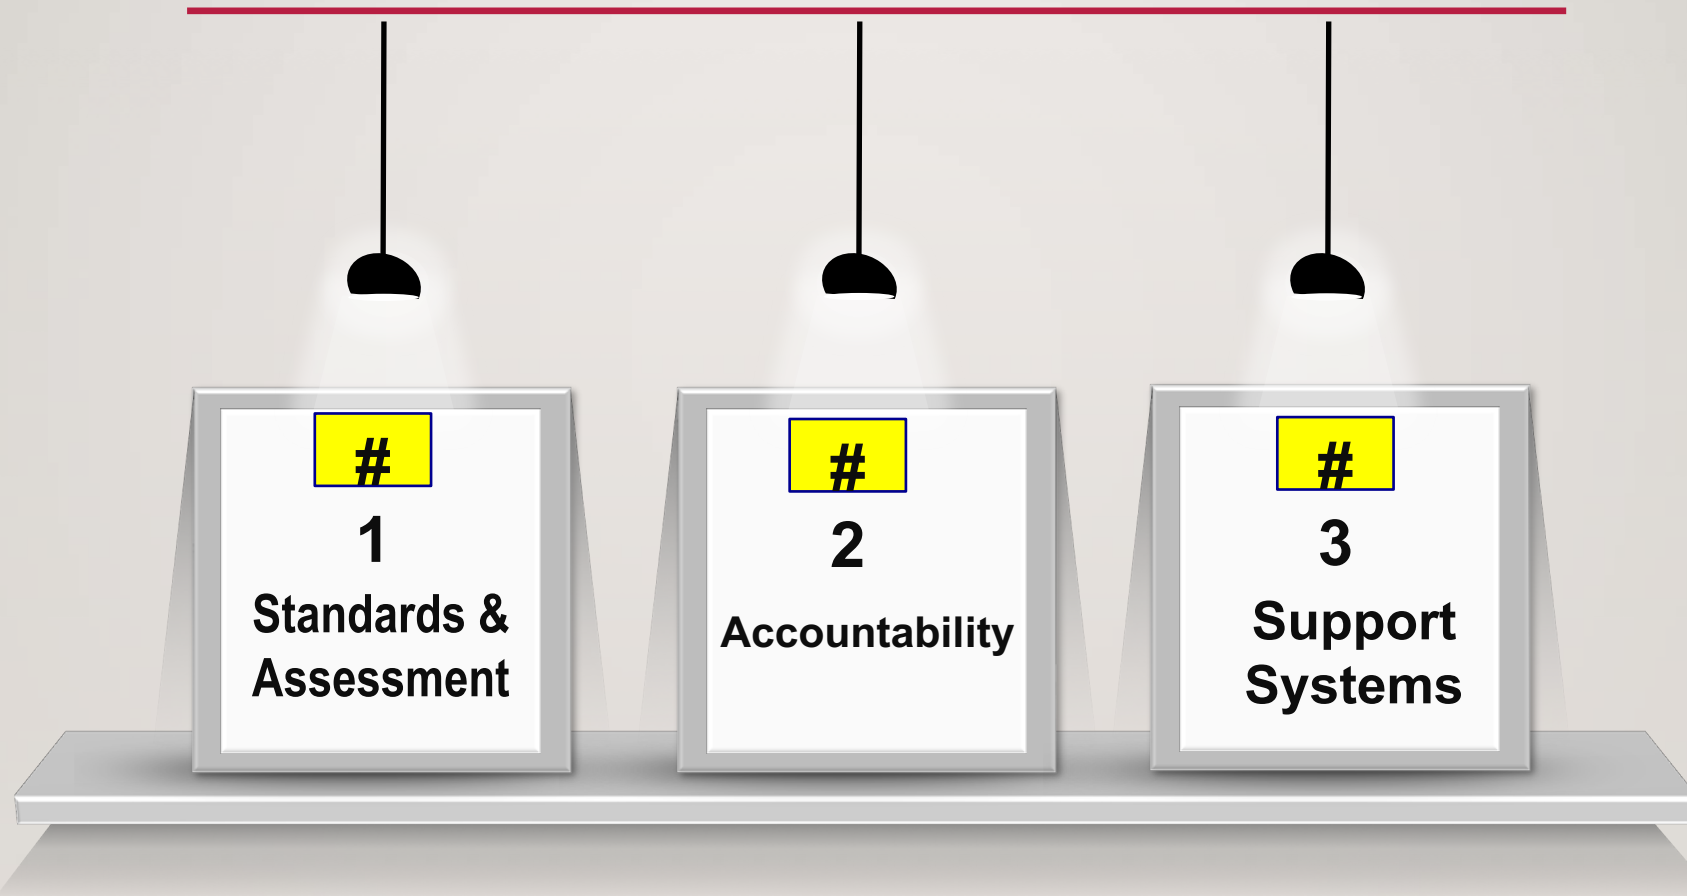 #
1
Standards &
Assessment
#
2
Accountability
#
3
Support
Systems